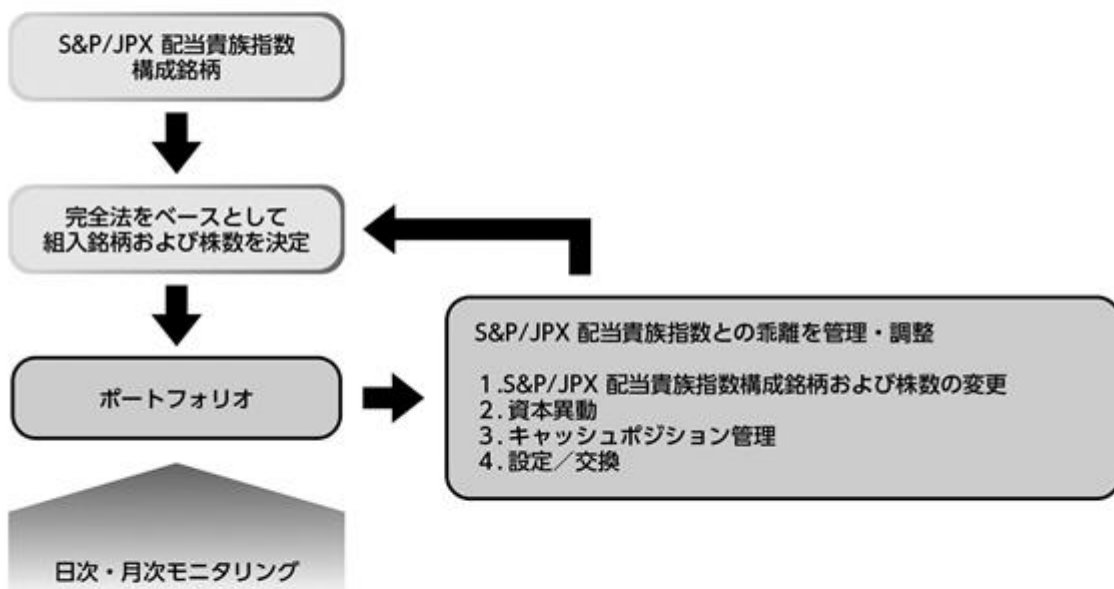 S&P/JPX 配当貴族指数
構成銘柄
完全法をベースとして
組入銘柄および株数を決定
ポートフォリオ
S&P/JPX 配当貴族指数との乖離を管理・調整
1.S&P/JPX 配当貴族指数構成銘柄および株数の変更
2.資本異動
3.キャッシュポジション管理
4.設定／交換
日次・月次モニタリング